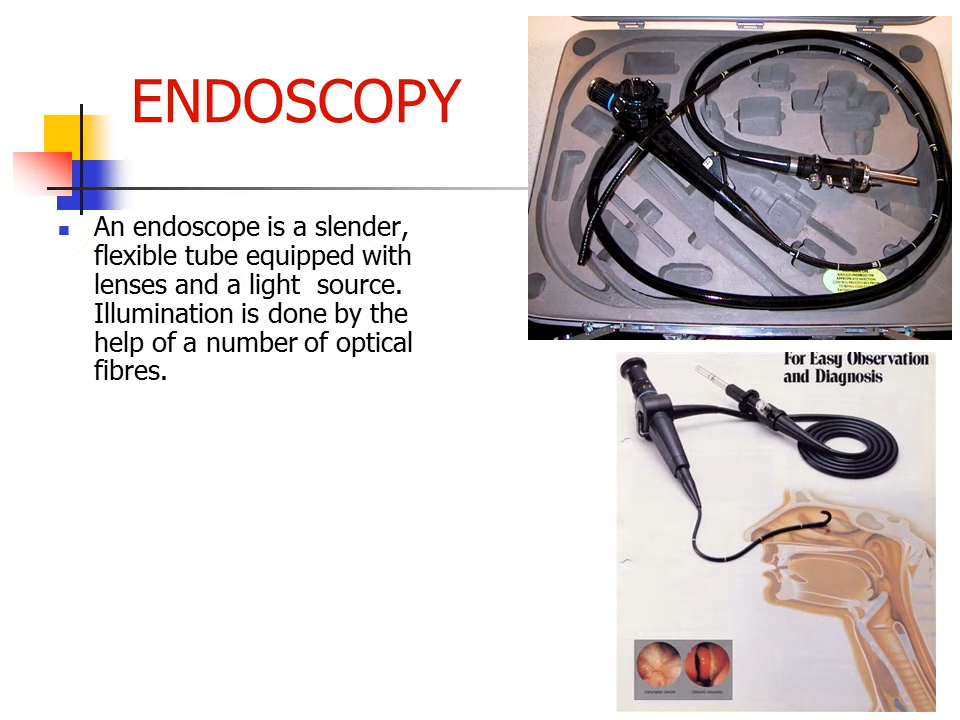 ENDOSCOPY
An endoscope is a slender,
flexible tube equipped with
lenses and a light source.
Illumination is done by the
help of a number of optical
fibres.
For Easy Observation
and Diagnosis